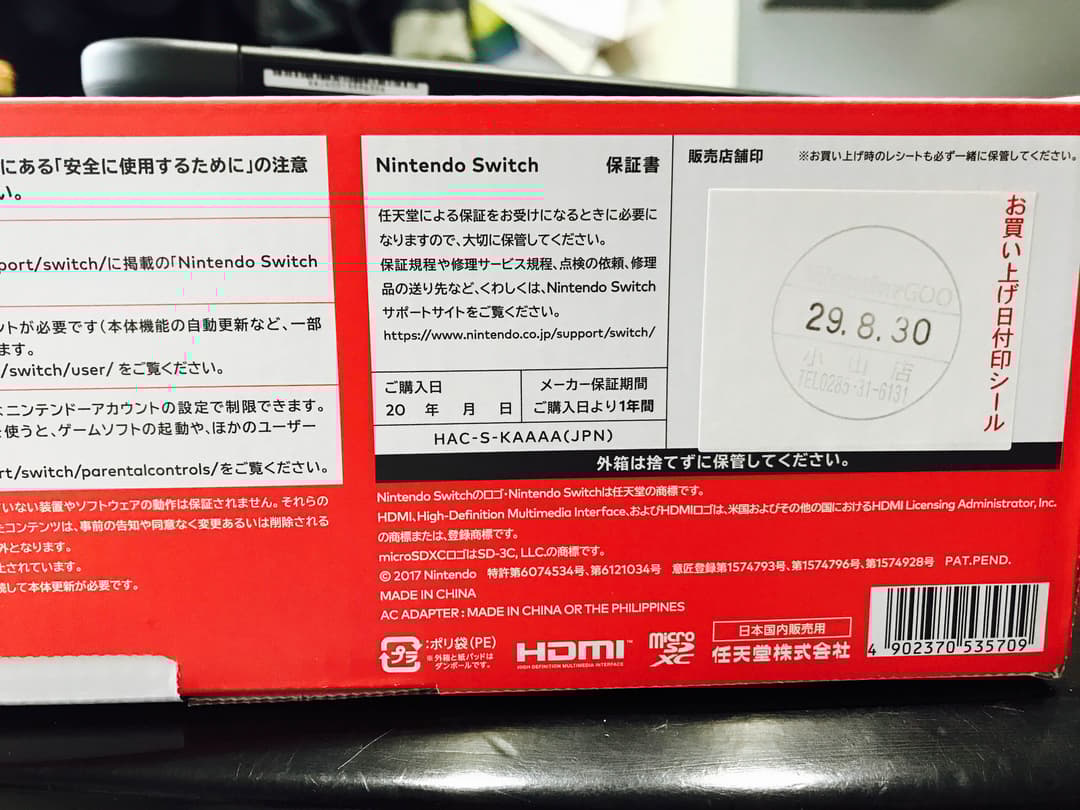 にある「安全に使用するために」の注意
い。
port/switch/に掲載の「Nintendo Switch
ントが必要です(本体機能の自動更新など、一部
ます。
/switch/user/ をご覧ください。
ニンテンドーアカウントの設定で制限できます。
を使うと、ゲームソフトの起動や、ほかのユーザー
rt/switch/parentalcontrols/をご覧ください。
いない装置やソフトウェアの動作は保証されません。それらの
たコンテンツは、事前の告知や同意なく変更あるいは削除される
外となります。
止されています。
続して本体更新が必要です。
Nintendo Switch 保証書
任天堂による保証をお受けになるときに必要に
なりますので、大切に保管してください。
保証規程や修理サービス規程、点検の依頼、修理
品の送り先など、くわしくは、Nintendo Switch
サポートサイトをご覧ください。
https://www.nintendo.co.jp/support/switch/
ご購入日
20 年 月 日
メーカー保証期間
ご購入日より1年間
HAC-S-KAAAA(JPN)
販売店舗印 ※お買い上げ時のレシートも必ず一緒に保管してください。
お買い上げ日付印シール
GOO
29.8.30
小山店
TEL0285-31-6131
外箱は捨てずに保管してください。
Nintendo Switchのロゴ・Nintendo Switchは任天堂の商標です。
HDMI、High-Definition Multimedia Interface、およびHDMIロゴは、米国およびその他の国におけるHDMI Licensing Administrator, Inc.
の商標または、登録商標です。
microSDXCロゴはSD-3C, LLC.の商標です。
© 2017 Nintendo 特許第6074534号、第6121034号 意匠登録第1574793号、第1574796号、第1574928号 PAT.PEND.
MADE IN CHINA
AC ADAPTER : MADE IN CHINA OR THE PHILIPPINES
プラ
:ポリ袋(PE)
※外箱と紙パッドは
ダンボールです。
HDMI™
HIGH DEFINITION MULTIMEDIA INTERFACE
micro SD XC
日本国内販売用
任天堂株式会社
4 902370 535709